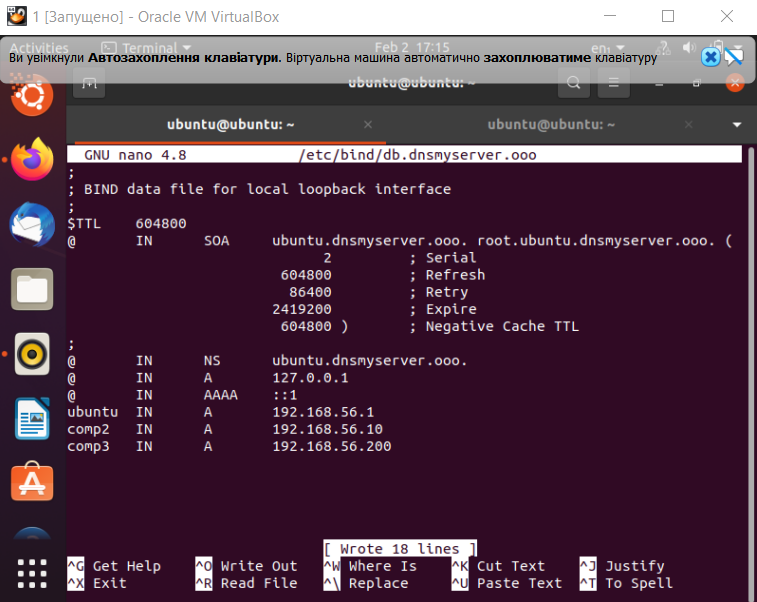 1 [Запущено] - Oracle VM VirtualBox
Activities Terminal Feb 2 17:15 en₁
Ви увімкнули Автозахоплення клавіатури. Віртуальна машина автоматично захоплюватиме клавіатуру
ubuntu@ubuntu: ~
ubuntu@ubuntu: ~ × ubuntu@ubuntu: ~ ×
GNU nano 4.8 /etc/bind/db.dnsmyserver.ooo
;
; BIND data file for local loopback interface
;
$TTL 604800
@ IN SOA ubuntu.dnsmyserver.ooo. root.ubuntu.dnsmyserver.ooo. (
2 ; Serial
604800 ; Refresh
86400 ; Retry
2419200 ; Expire
604800 ) ; Negative Cache TTL
;
@ IN NS ubuntu.dnsmyserver.ooo.
@ IN A 127.0.0.1
@ IN AAAA ::1
ubuntu IN A 192.168.56.1
comp2 IN A 192.168.56.10
comp3 IN A 192.168.56.200
[ Wrote 18 lines ]
^G Get Help ^O Write Out ^W Where Is ^K Cut Text ^J Justify
^X Exit ^R Read File ^\ Replace ^U Paste Text ^T To Spell